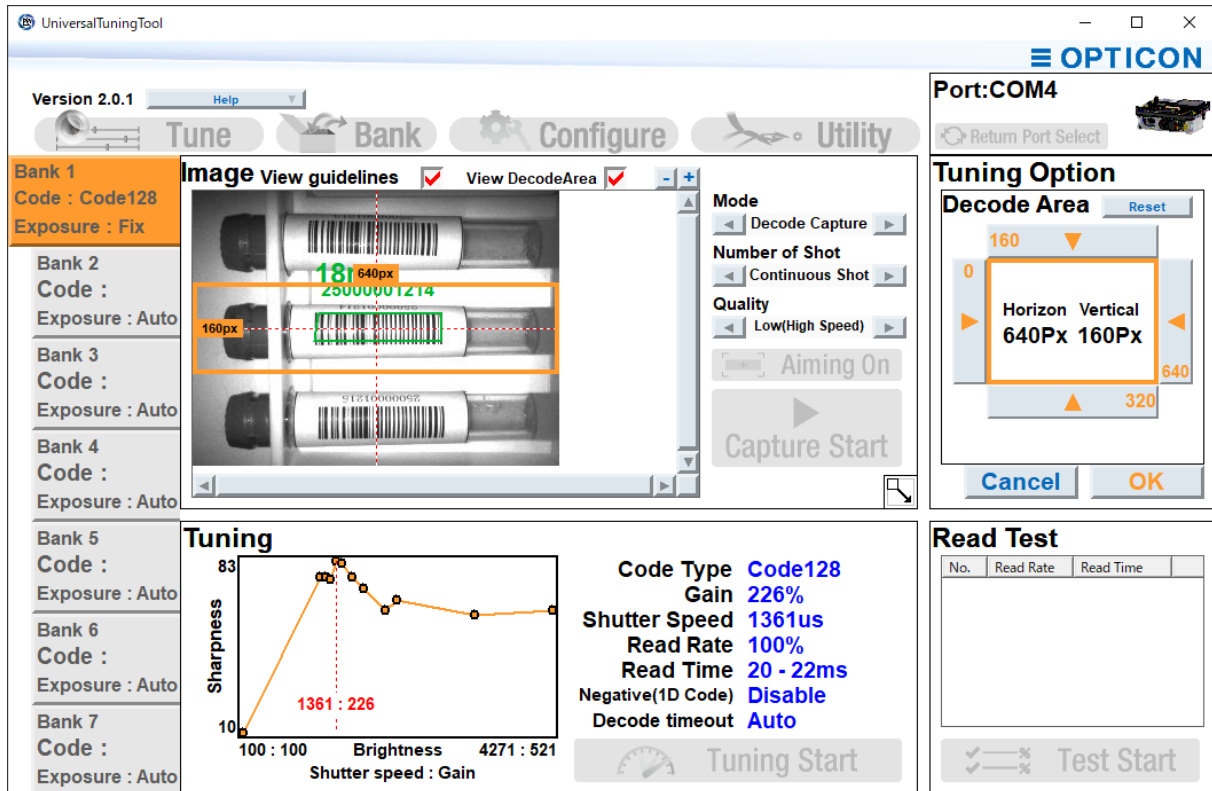 UniversalTuningTool
OPTICON
Version 2.0.1 Help
Tune Bank Configure Utility
Port:COM4
Return Port Select
Bank 1
Code : Code128
Exposure : Fix
Bank 2
Code :
Exposure : Auto
Bank 3
Code :
Exposure : Auto
Bank 4
Code :
Exposure : Auto
Bank 5
Code :
Exposure : Auto
Bank 6
Code :
Exposure : Auto
Bank 7
Code :
Exposure : Auto
Image View guidelines View DecodeArea - +
640px
25000001214
160px
Mode
Decode Capture
Number of Shot
Continuous Shot
Quality
Low(High Speed)
Aiming On
Capture Start
Tuning Option
Decode Area Reset
160
0
Horizon Vertical
640Px 160Px
640
320
Cancel OK
Tuning
83
Sharpness
10
1361 : 226
100 : 100 Brightness 4271 : 521
Shutter speed : Gain
Code Type Code128
Gain 226%
Shutter Speed 1361us
Read Rate 100%
Read Time 20 - 22ms
Negative(1D Code) Disable
Decode timeout Auto
Tuning Start
Read Test
No. Read Rate Read Time
Test Start